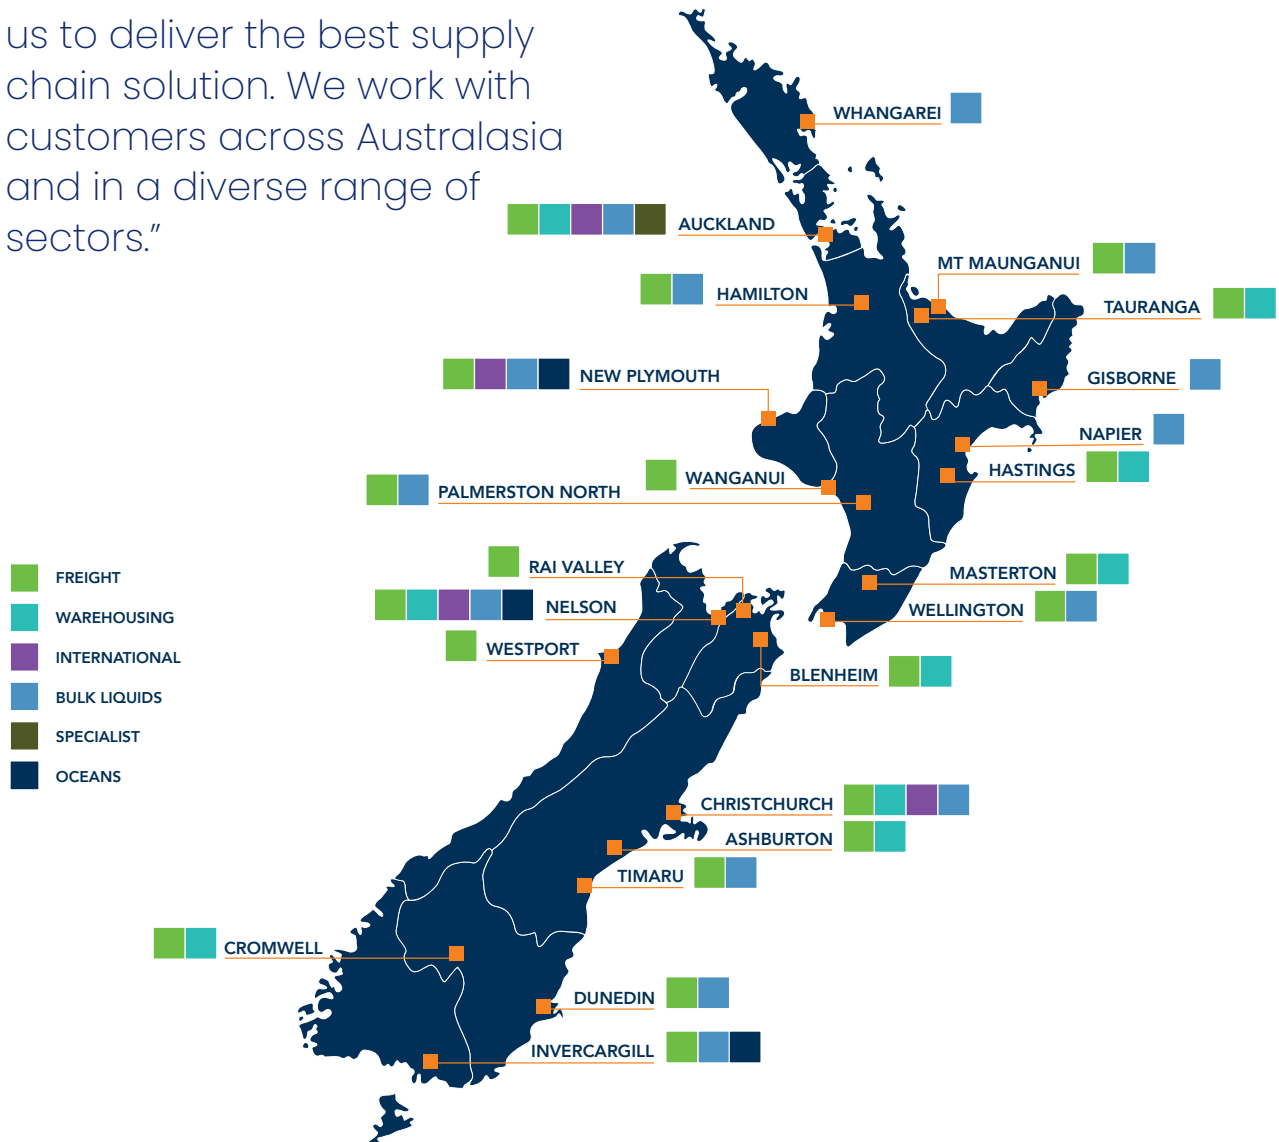 us to deliver the best supply
chain solution. We work with
customers across Australasia
and in a diverse range of
sectors.”
WHANGAREI
AUCKLAND
MT MAUNGANUI
HAMILTON
TAURANGA
NEW PLYMOUTH
GISBORNE
NAPIER
HASTINGS
WANGANUI
PALMERSTON NORTH
RAI VALLEY
MASTERTON
NELSON
WELLINGTON
WESTPORT
BLENHEIM
FREIGHT
WAREHOUSING
INTERNATIONAL
BULK LIQUIDS
SPECIALIST
OCEANS
CHRISTCHURCH
ASHBURTON
TIMARU
CROMWELL
DUNEDIN
INVERCARGILL